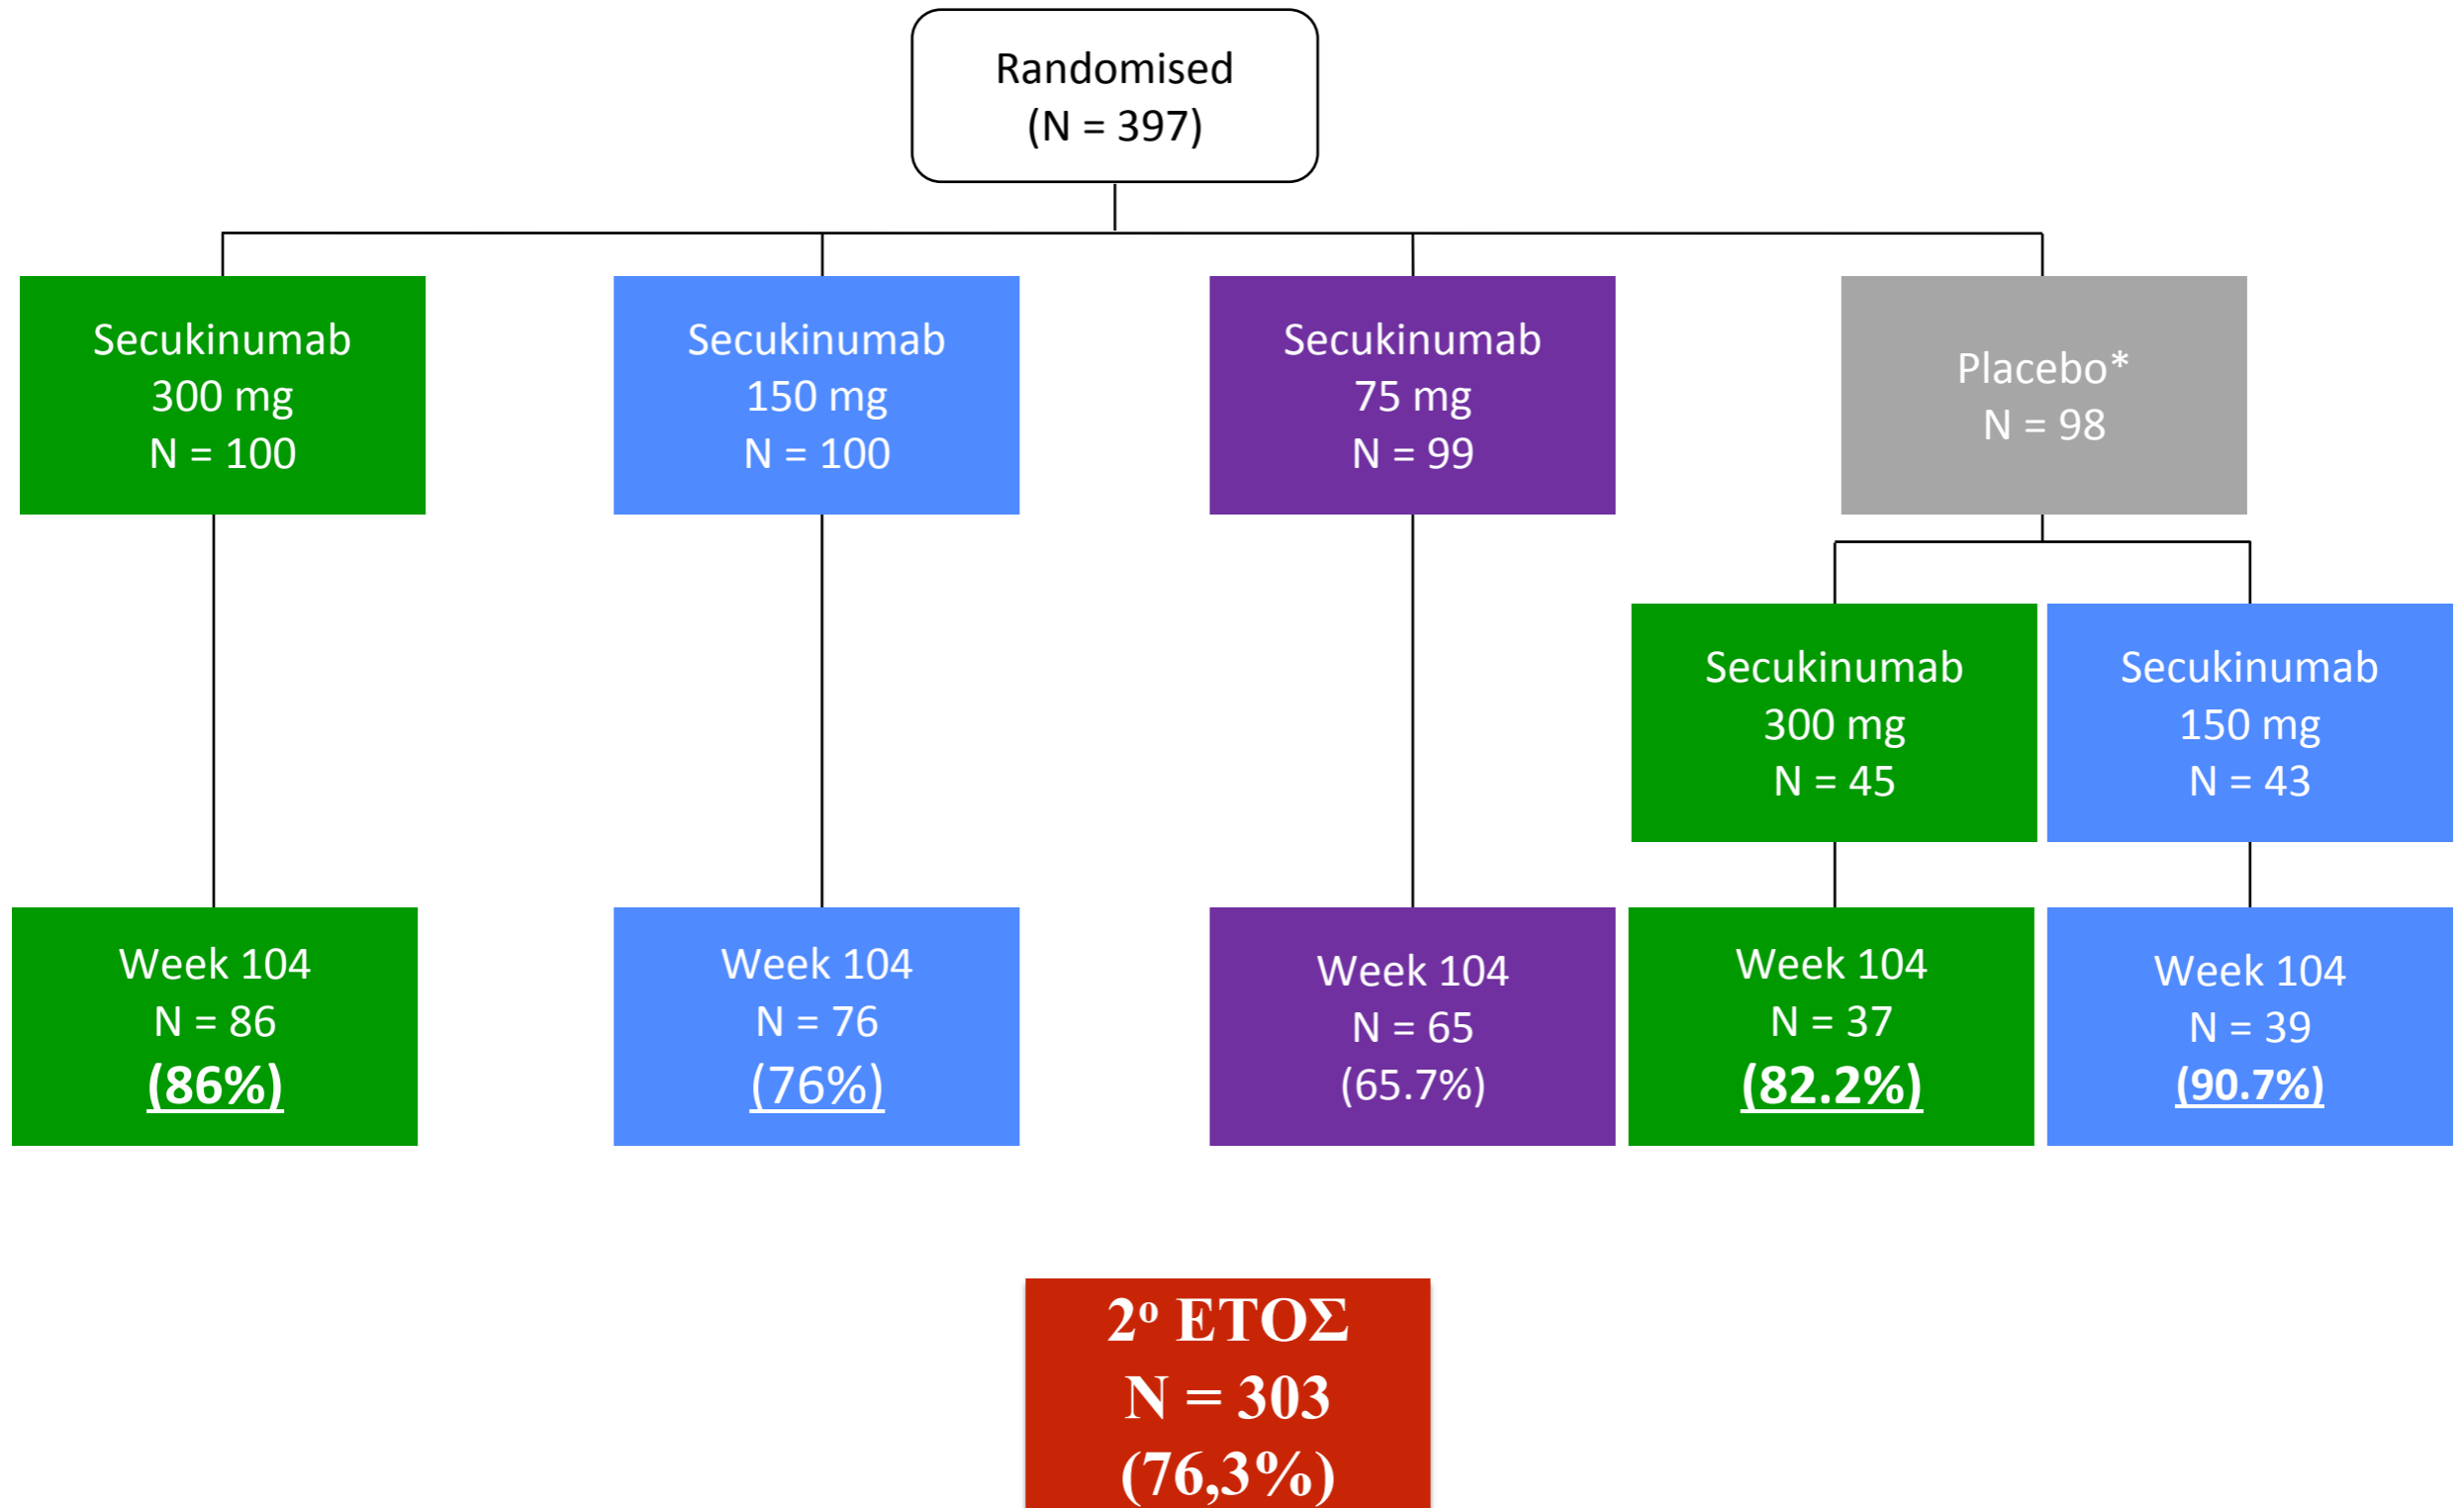 Randomised
(N = 397)
Secukinumab
300 mg
N = 100
Secukinumab
150 mg
N = 100
Secukinumab
75 mg
N = 99
Placebo*
N = 98
Secukinumab
300 mg
N = 45
Secukinumab
150 mg
N = 43
Week 104
N = 86
(86%)
Week 104
N = 76
(76%)
Week 104
N = 65
(65.7%)
Week 104
N = 37
(82.2%)
Week 104
N = 39
(90.7%)
2ο ΕΤΟΣ
N = 303
(76,3%)